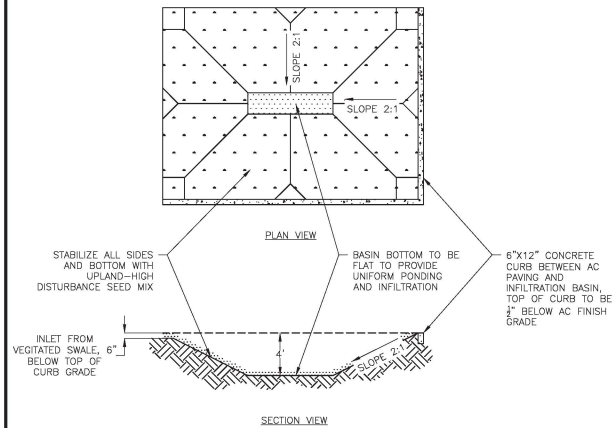 SLOPE 2:1
SLOPE 2:1
PLAN VIEW
STABILIZE ALL SIDES
AND BOTTOM WITH
UPLAND-HIGH
DISTURBANCE SEED MIX
BASIN BOTTOM TO BE
FLAT TO PROVIDE
UNIFORM PONDING
AND INFILTRATION
6"X12" CONCRETE
CURB BETWEEN AC
PAVING AND
INFILTRATION BASIN,
TOP OF CURB TO BE
½" BELOW AC FINISH
GRADE
INLET FROM
VEGITATED SWALE, 6"
BELOW TOP OF
CURB GRADE
4'
SLOPE 2:1
SECTION VIEW